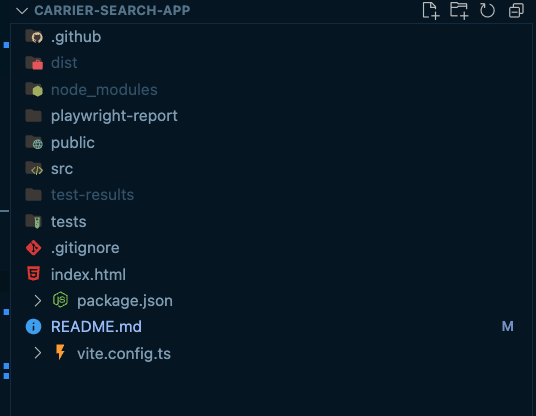 CARRIER-SEARCH-APP
.github
dist
node_modules
playwright-report
public
src
test-results
tests
.gitignore
index.html
package.json
README.md M
vite.config.ts